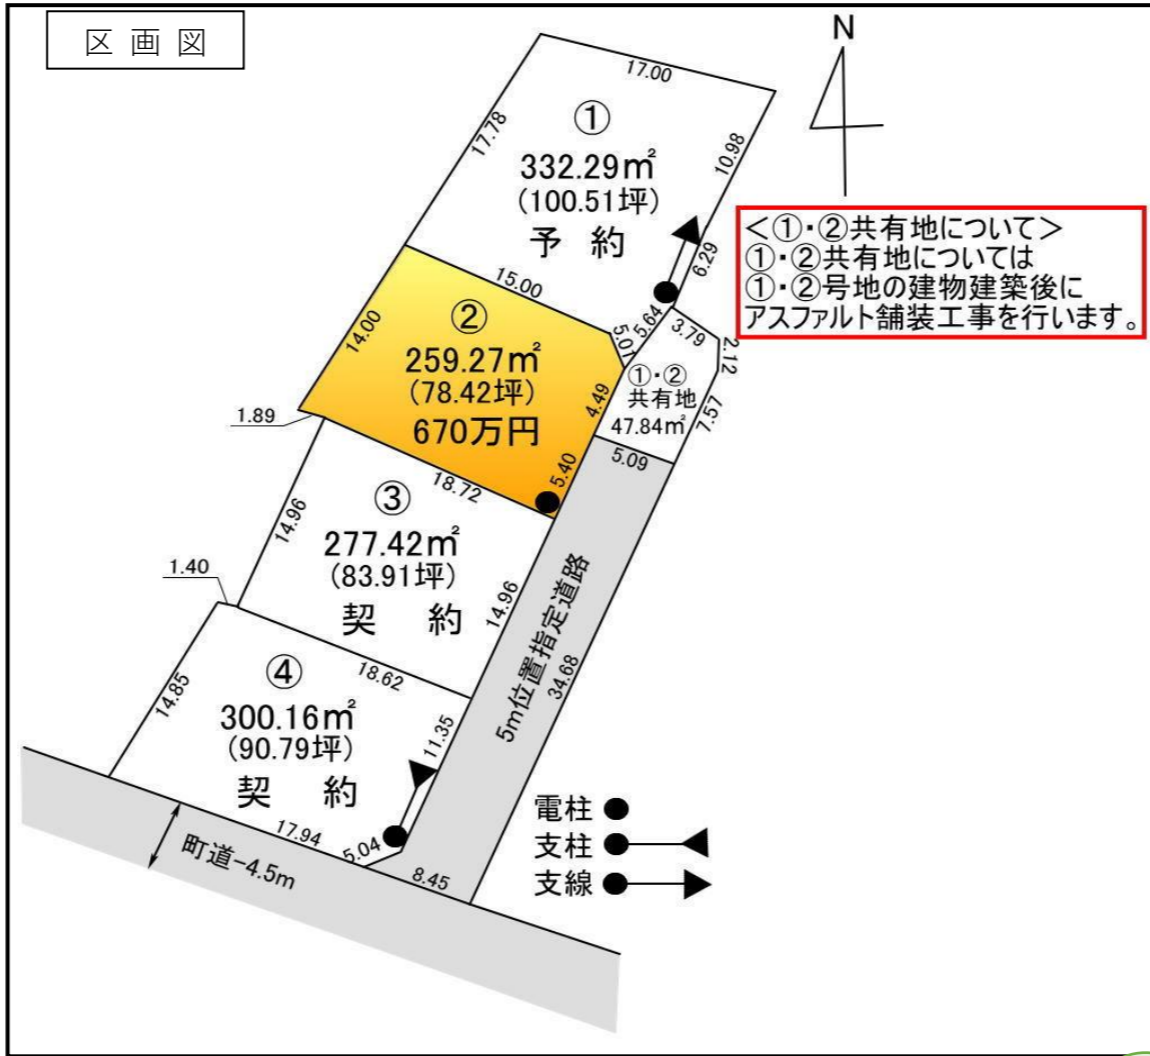 区画図
N
17.00
17.78
①
332.29㎡
(100.51坪)
予 約
10.98
6.29
<①・②共有地について>
①・②共有地については
①・②号地の建物建築後に
アスファルト舗装工事を行います。
15.00
5.01
5.64
3.79
2.12
14.00
②
259.27㎡
(78.42坪)
670万円
4.49
①・②
共有地
47.84㎡
7.57
1.89
5.09
5.40
18.72
③
277.42㎡
(83.91坪)
契 約
14.96
14.96
5m位置指定道路
34.68
1.40
18.62
④
300.16㎡
(90.79坪)
契 約
14.85
11.35
17.94
5.04
8.45
町道-4.5m
電柱
支柱
支線